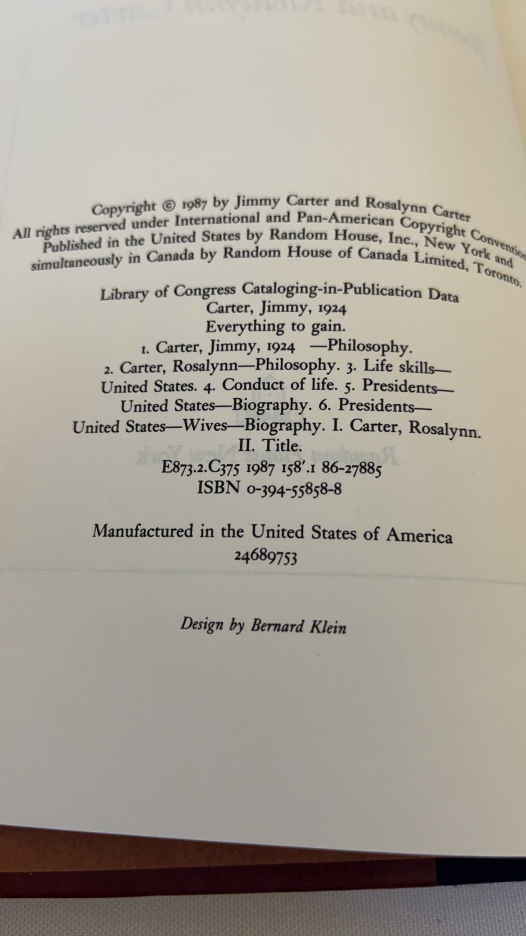 Copyright © 1987 by Jimmy Carter and Rosalynn Carter
All rights reserved under International and Pan-American Copyright Convention
Published in the United States by Random House, Inc., New York and
simultaneously in Canada by Random House of Canada Limited, Toronto.
Library of Congress Cataloging-in-Publication Data
Carter, Jimmy, 1924
Everything to gain.
1. Carter, Jimmy, 1924 —Philosophy.
2. Carter, Rosalynn—Philosophy. 3. Life skills—
United States. 4. Conduct of life. 5. Presidents—
United States—Biography. 6. Presidents—
United States—Wives—Biography. I. Carter, Rosalynn.
II. Title.
E873.2.C375 1987 158'.1 86-27885
ISBN 0-394-55858-8
Manufactured in the United States of America
24689753
Design by Bernard Klein